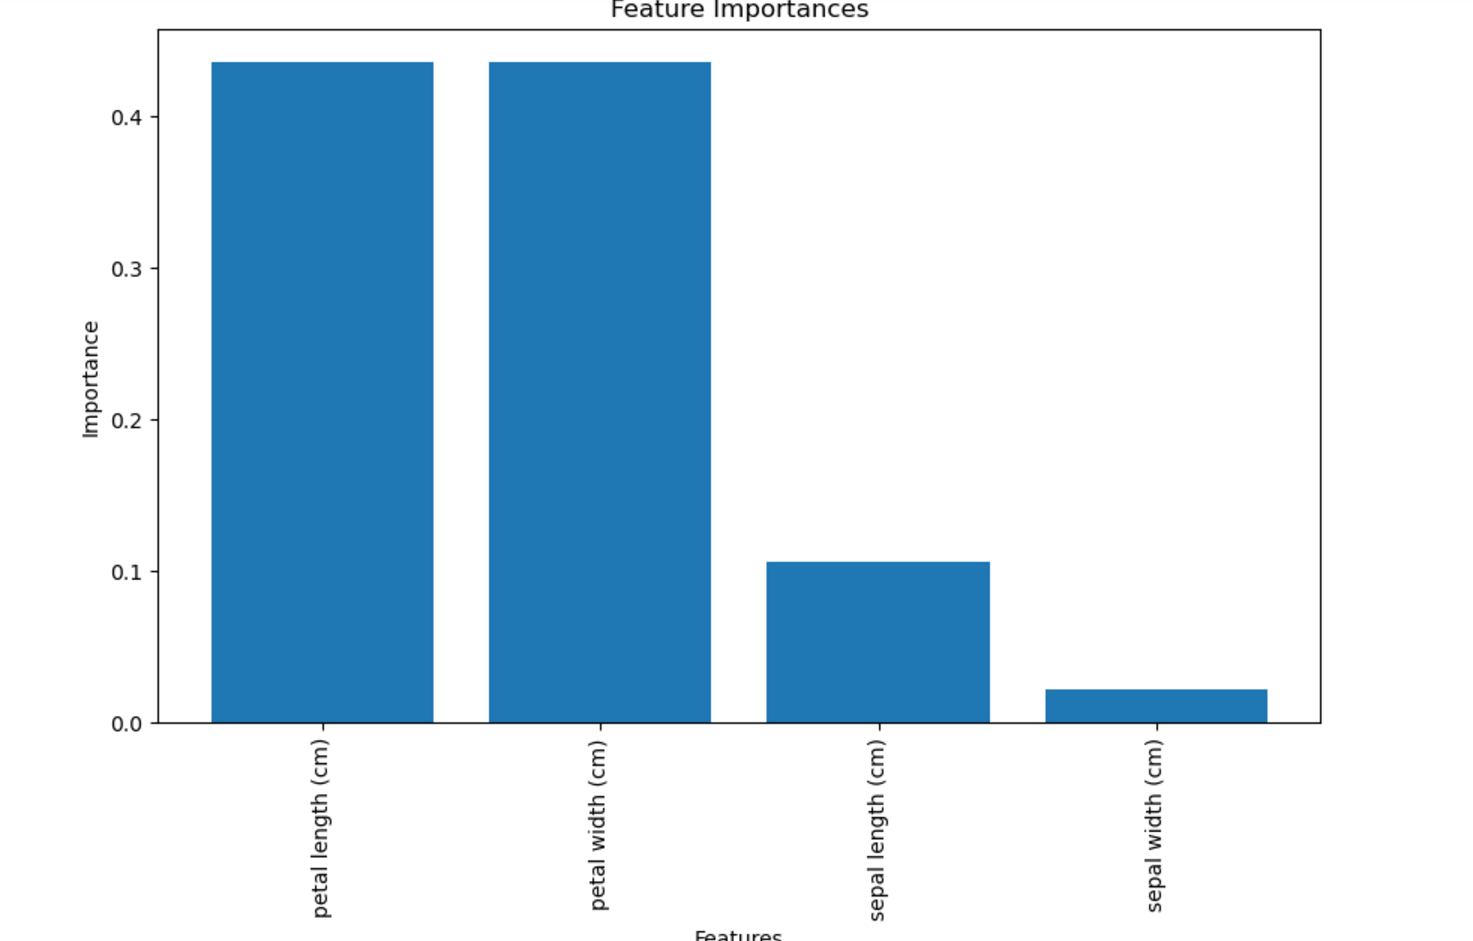 Feature Importances
0.4
0.3
0.2
0.1
0.0
Importance
petal length (cm)
petal width (cm)
sepal length (cm)
sepal width (cm)
Features